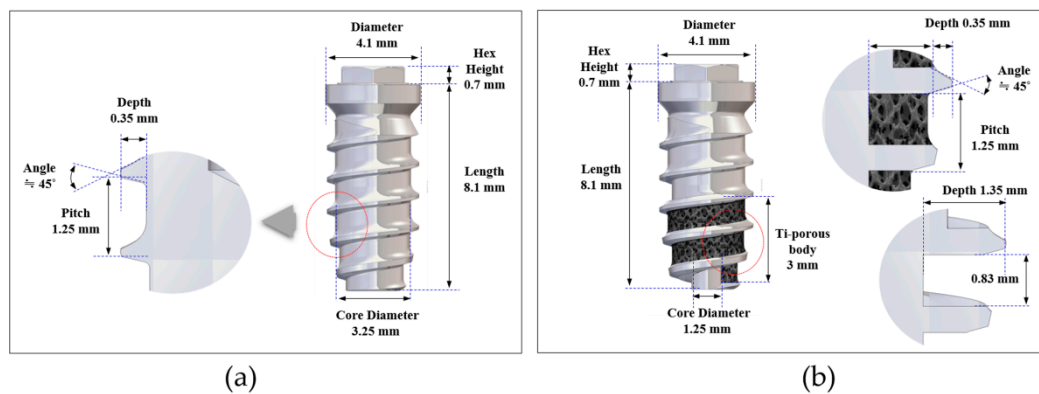 Diameter
4.1 mm
Hex
Height
0.7 mm
Depth
0.35 mm
Angle
≒ 45°
Pitch
1.25 mm
Length
8.1 mm
Core Diameter
3.25 mm
(a)
Diameter
4.1 mm
Hex
Height
0.7 mm
Length
8.1 mm
Ti-porous
body
3 mm
Core Diameter
1.25 mm
Depth 0.35 mm
Angle
≒ 45°
Pitch
1.25 mm
Depth 1.35 mm
0.83 mm
(b)